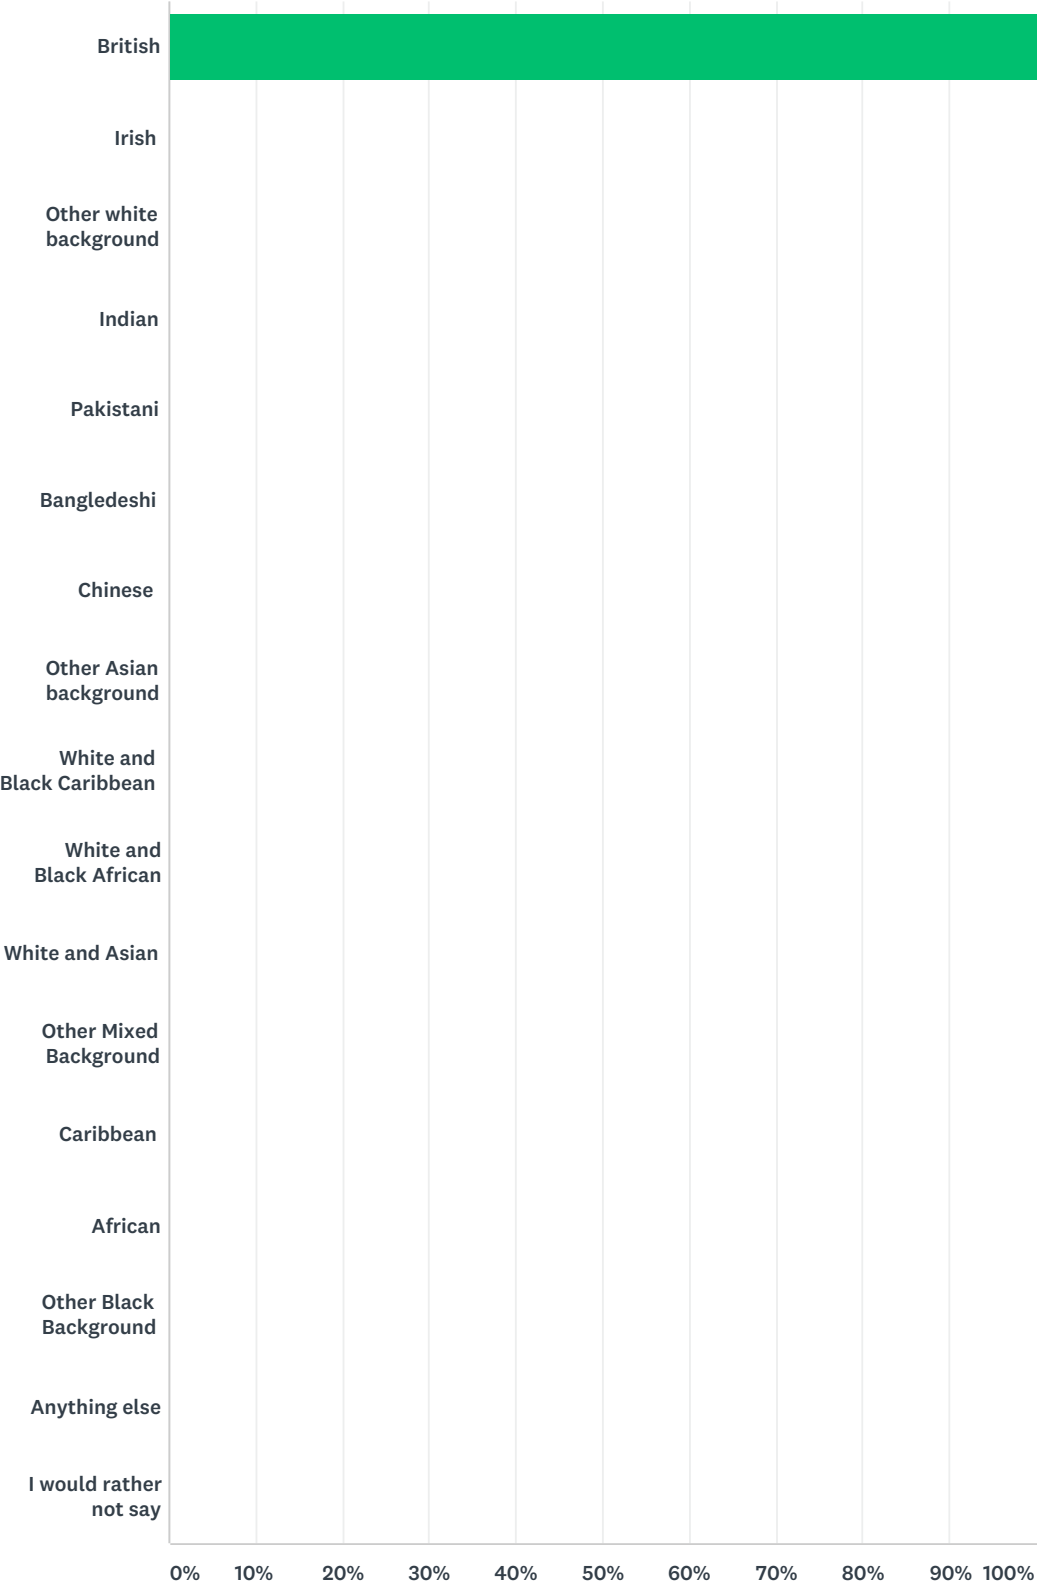 British
Irish
Other white
background
Indian
Pakistani
Bangledeshi
Chinese
Other Asian
background
White and
Black Caribbean
White and
Black African
White and Asian
Other Mixed
Background
Caribbean
African
Other Black
Background
Anything else
I would rather
not say
0% 10% 20% 30% 40% 50% 60% 70% 80% 90% 100%